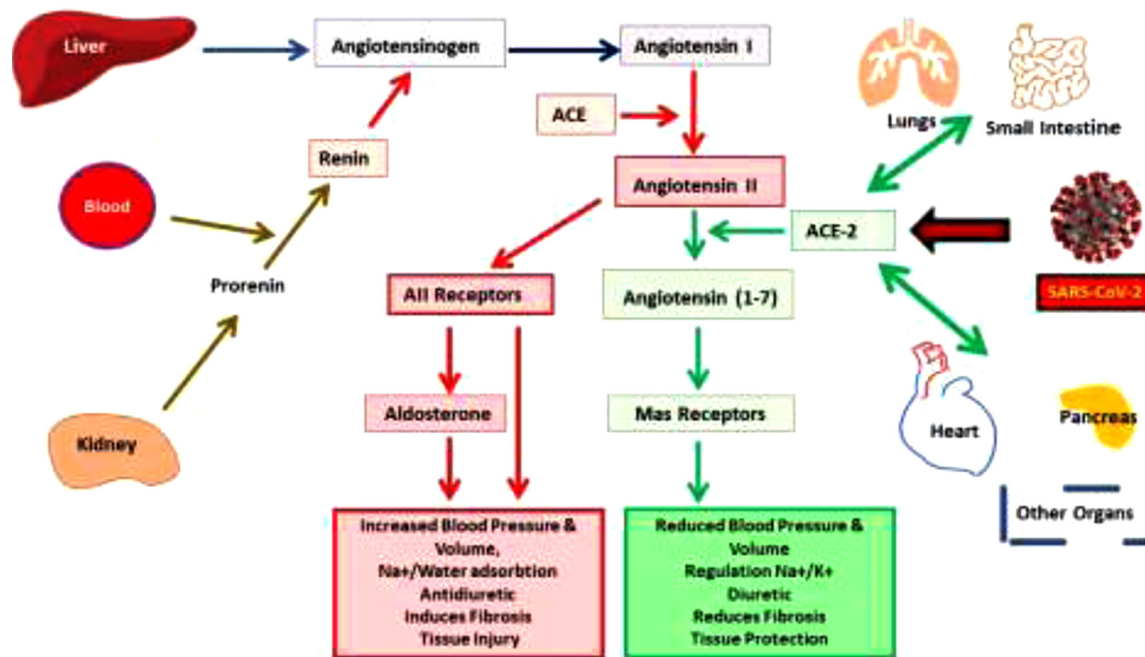 Liver
Angiotensinogen
Angiotensin I
Lungs
Small Intestine
ACE
Renin
Angiotensin II
Blood
ACE-2
Prorenin
AII Receptors
Angiotensin (1-7)
SARS-CoV-2
Aldosterone
Mas Receptors
Kidney
Heart
Pancreas
Other Organs
Increased Blood Pressure &
Volume,
Na+/Water adsorbtion
Antidiuretic
Induces Fibrosis
Tissue Injury
Reduced Blood Pressure &
Volume
Regulation Na+/K+
Diuretic
Reduces Fibrosis
Tissue Protection